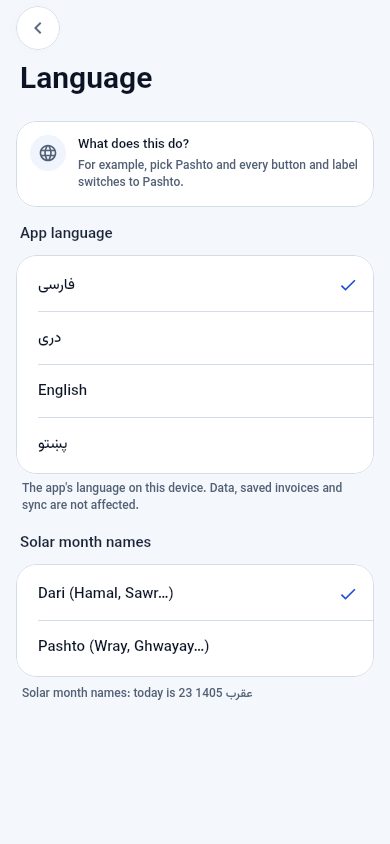 Language
What does this do?
For example, pick Pashto and every button and label
switches to Pashto.
App language
فارسی
دری
English
پښتو
The app's language on this device. Data, saved invoices and
sync are not affected.
Solar month names
Dari (Hamal, Sawr...)
Pashto (Wray, Ghwayay...)
Solar month names: today is 23 عقرب 1405